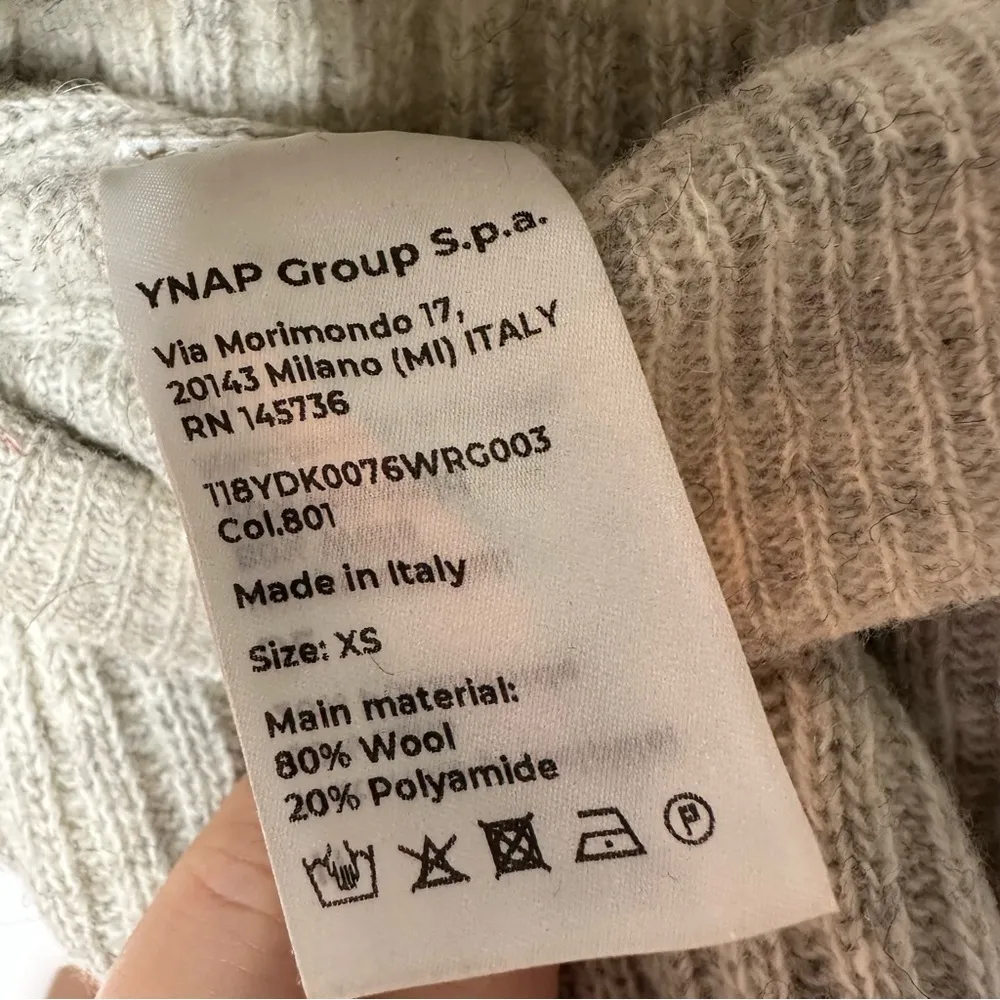 YNAP Group S.p.a.
Via Morimondo 17,
20143 Milano (MI) ITALY
RN 145736
118YDK0076WRG003
Col.801
Made in Italy
Size: XS
Main material:
80% Wool
20% Polyamide
P